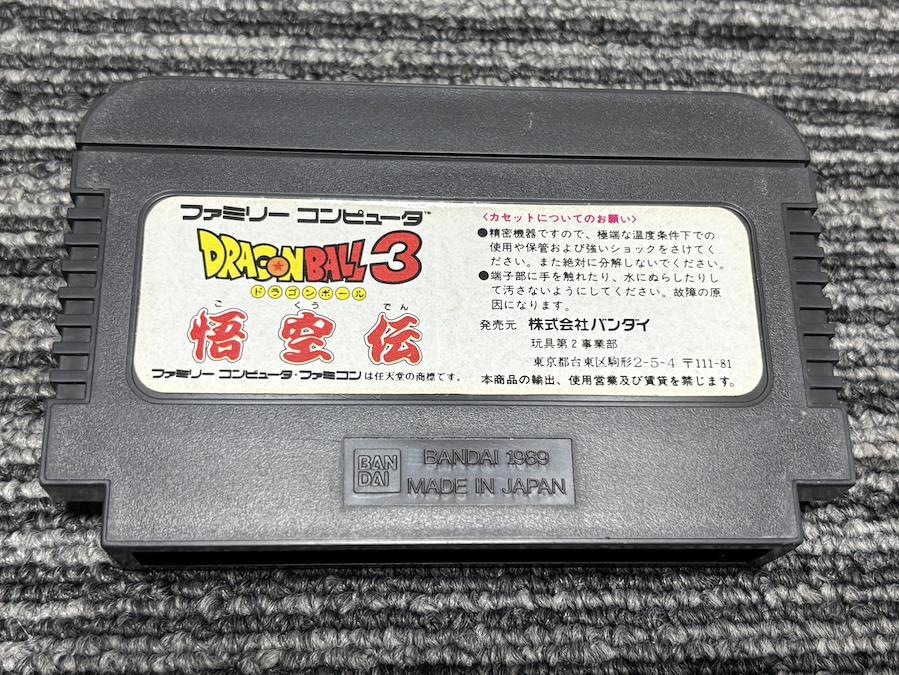 ファミリー コンピュータ™
DRAGON BALL 3
ドラゴンボール
ご くう でん
悟空伝
ファミリー コンピュータ・ファミコンは任天堂の商標です。
〈カセットについてのお願い〉
●精密機器ですので、極端な温度条件下での
使用や保管および強いショックをさけてく
ださい。また絶対に分解しないでください。
●端子部に手を触れたり、水にぬらしたりし
て汚さないようにしてください。故障の原
因になります。
発売元 株式会社バンダイ
玩具第2事業部
東京都台東区駒形2-5-4 〒111-81
本商品の輸出、使用営業及び賃貸を禁じます。
BAN
DAI
BANDAI 1989
MADE IN JAPAN